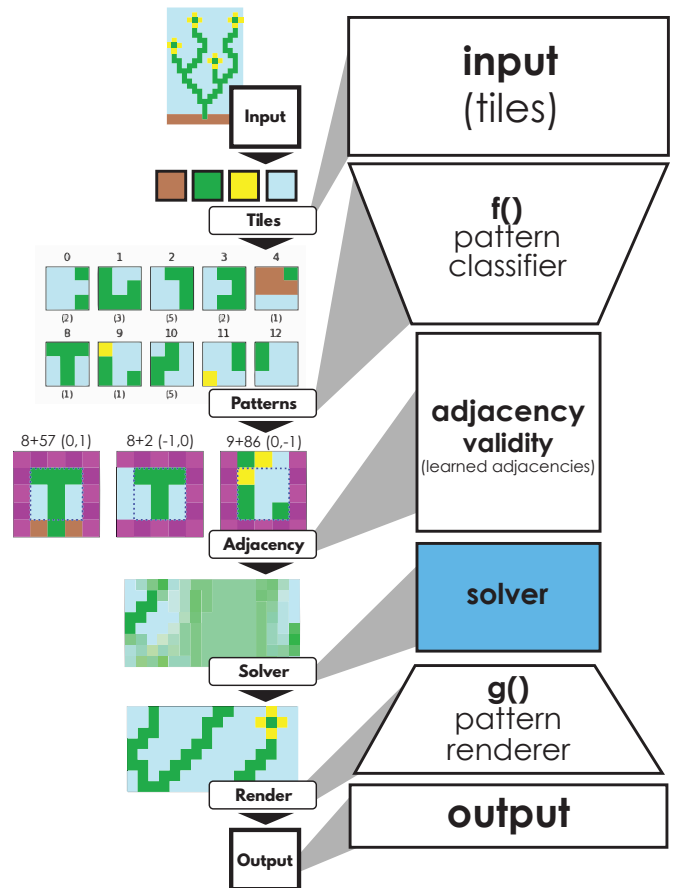 Input
input
(tiles)
Tiles
f()
pattern
classifier
0 1 2 3 4
(2) (3) (5) (2) (1)
8 9 10 11 12
(1) (1) (5)
Patterns
adjacency
validity
(learned adjacencies)
8+57 (0,1) 8+2 (-1,0) 9+86 (0,-1)
Adjacency
solver
Solver
g()
pattern
renderer
Render
output
Output